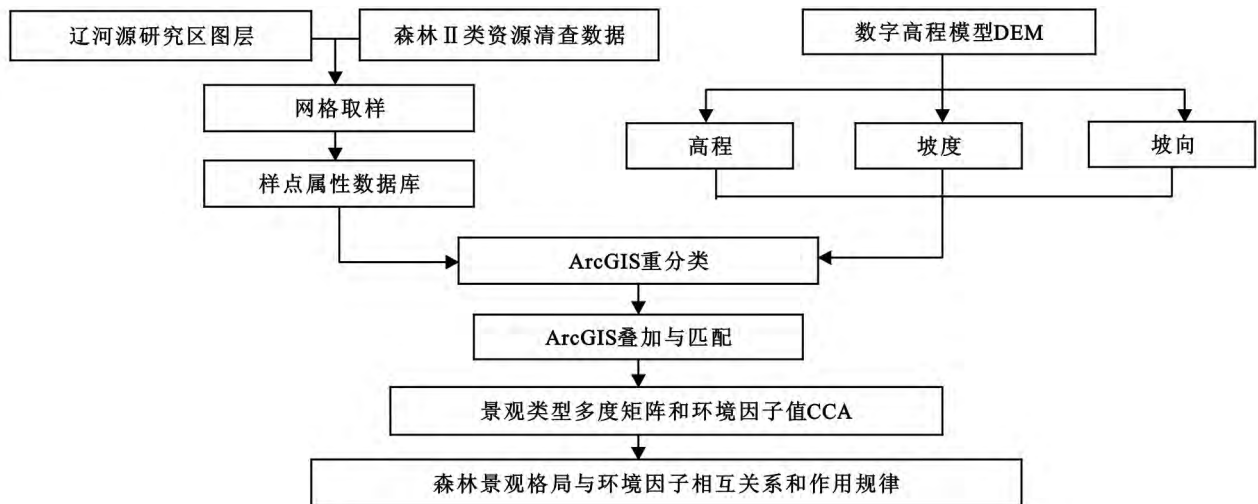 辽河源研究区图层
森林Ⅱ类资源清查数据
数字高程模型DEM
网格取样
高程
坡度
坡向
样点属性数据库
ArcGIS重分类
ArcGIS叠加与匹配
景观类型多度矩阵和环境因子值CCA
森林景观格局与环境因子相互关系和作用规律